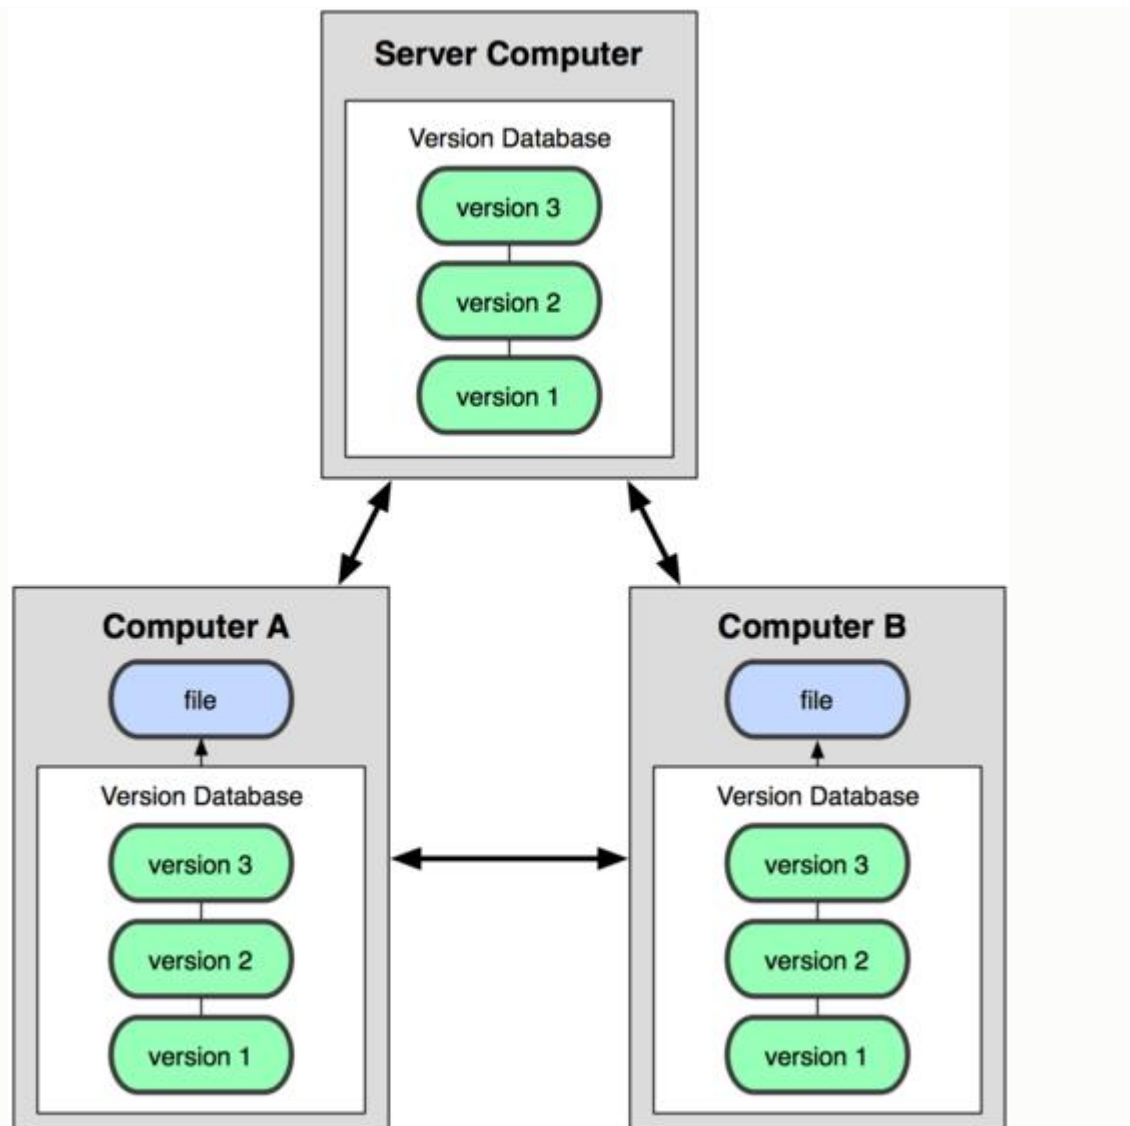 Server Computer
Version Database
version 3
version 2
version 1
Computer A
file
Version Database
version 3
version 2
version 1
Computer B
file
Version Database
version 3
version 2
version 1